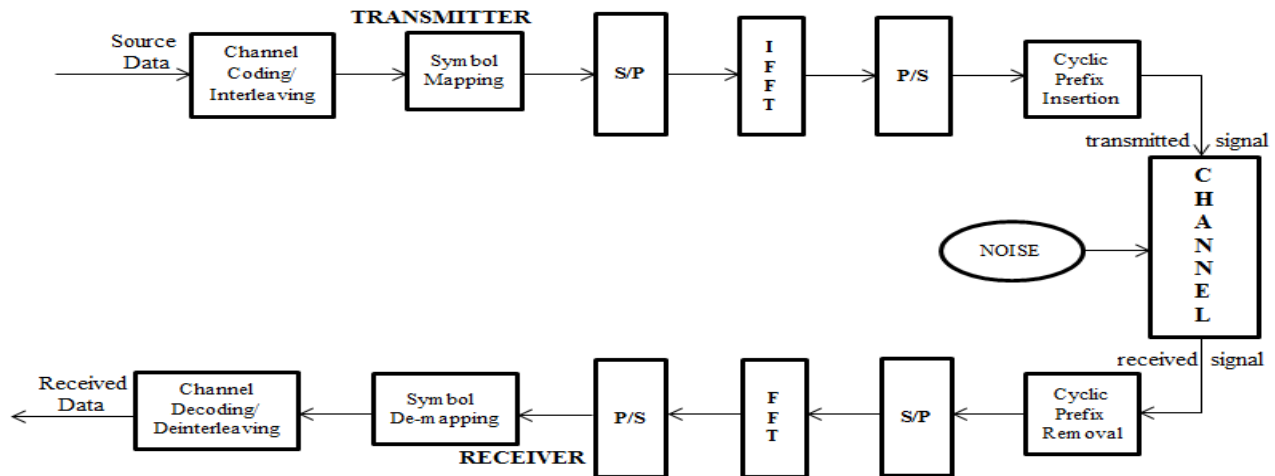 TRANSMITTER
Source
Data
Channel
Coding/
Interleaving
Symbol
Mapping
S/P
I
F
F
T
P/S
Cyclic
Prefix
Insertion
transmitted signal
C
H
A
N
N
E
L
NOISE
received signal
Received
Data
Channel
Decoding/
Deinterleaving
Symbol
De-mapping
RECEIVER
P/S
F
F
T
S/P
Cyclic
Prefix
Removal